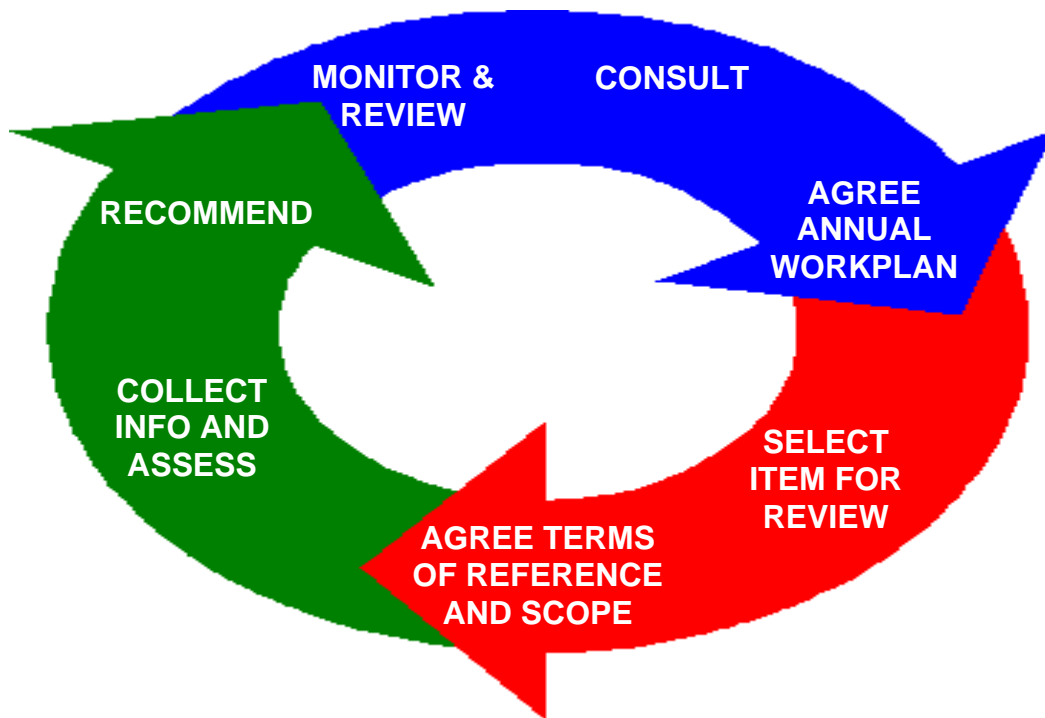 MONITOR &
REVIEW
CONSULT
AGREE
ANNUAL
WORKPLAN
SELECT
ITEM FOR
REVIEW
AGREE TERMS
OF REFERENCE
AND SCOPE
COLLECT
INFO AND
ASSESS
RECOMMEND